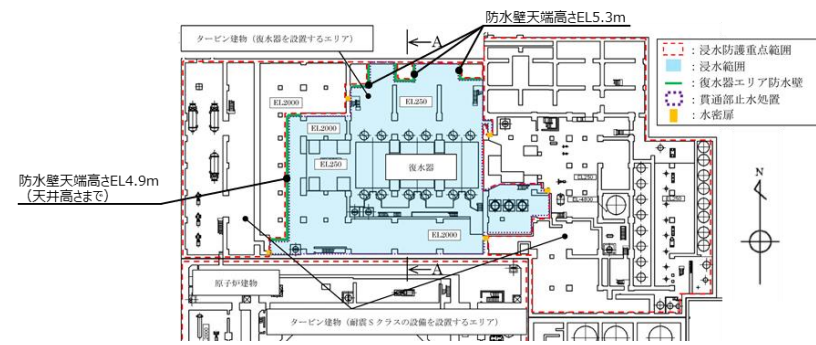 防水壁天端高さEL5.3m
タービン建物（復水器を設置するエリア）
A
：浸水防護重点範囲
：浸水範囲
：復水器エリア防水壁
：貫通部止水処置
：水密扉
EL2000
EL250
EL2000
EL250
復水器
N
防水壁天端高さEL4.9m
（天井高さまで）
EL2000
A
原子炉建物
タービン建物（耐震Ｓクラスの設備を設置するエリア）